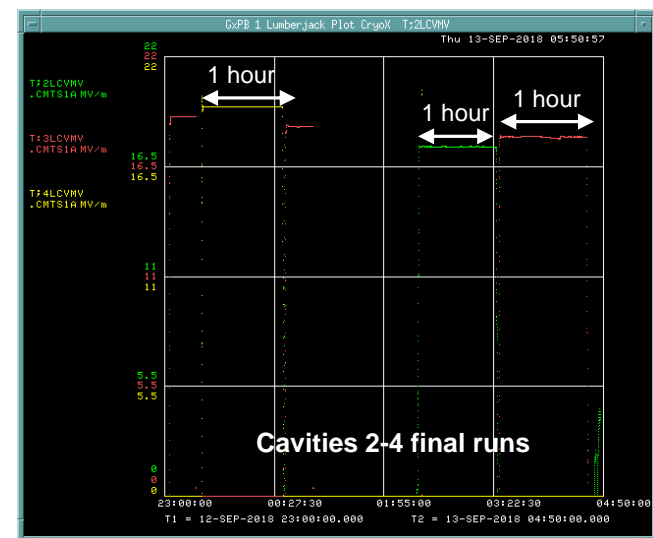 GxPB 1 Lumberjack Plot CryoX T;2LCVMV
Thu 13-SEP-2018 05:50:57
22
22
22
T;2LCVMV
.CMTS1A MV/m
T:3LCVMV
.CMTS1A MV/m
T;4LCVMV
.CMTS1A MV/m
1 hour
1 hour
1 hour
16.5
16.5
16.5
11
11
11
5.5
5.5
5.5
Cavities 2-4 final runs
0
0
0
23:00:00 00:27:30 01:55:00 03:22:30 04:50:00
T1 = 12-SEP-2018 23:00:00.000 T2 = 13-SEP-2018 04:50:00.000